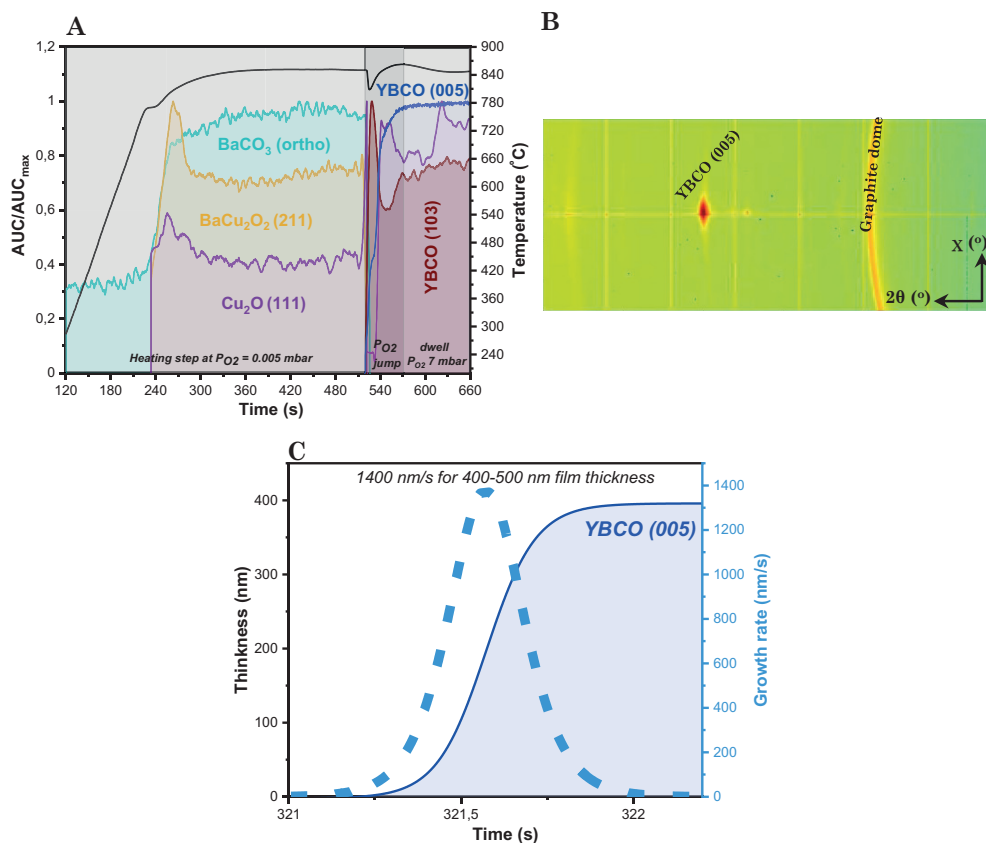 A
B
1,2
1
0,8
0,6
0,4
0,2
0
AUC/AUCmax
120 180 240 300 360 420 480 540 600 660
Time (s)
900
840
780
720
660
600
540
480
420
360
300
240
Temperature (°C)
YBCO (005)
BaCO3 (ortho)
BaCu2O2 (211)
Cu2O (111)
YBCO (103)
Heating step at PO2 = 0.005 mbar
PO2
jump
dwell
PO2 7 mbar
YBCO (005)
Graphite dome
X (º)
2θ (º)
C
1400 nm/s for 400-500 nm film thickness
YBCO (005)
400
300
200
100
0
Thinkness (nm)
321 321,5 322
Time (s)
1400
1200
1000
800
600
400
200
0
Growth rate (nm/s)